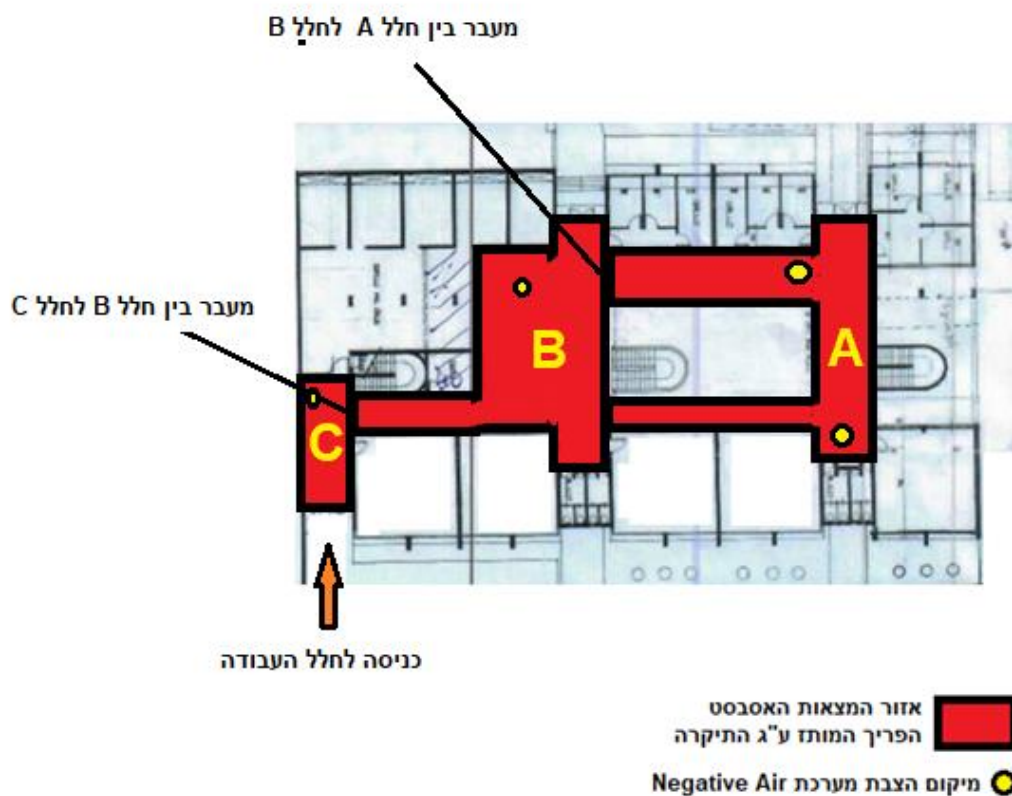 מעבר בין חלל A לחלל B
מעבר בין חלל B לחלל C
B
A
C
כניסה לחלל העבודה
אזור המצאות האסבסט
הפריך המותז ע"ג התיקרה
מיקום הצבת מערכת Negative Air